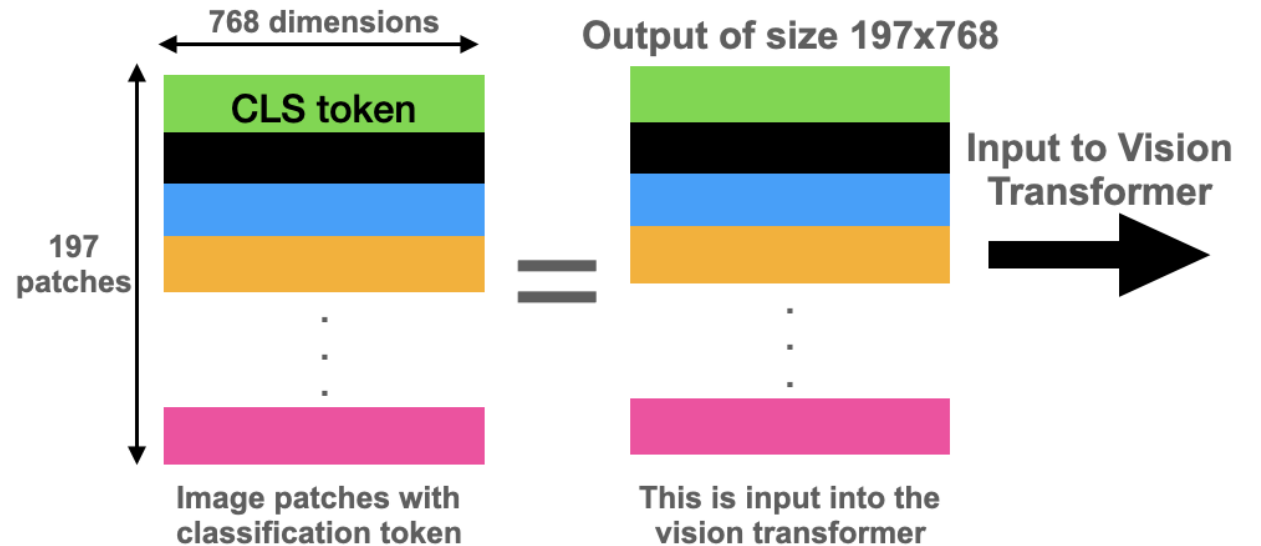 768 dimensions
Output of size 197x768
CLS token
Input to Vision
Transformer
197
patches
Image patches with
classification token
This is input into the
vision transformer